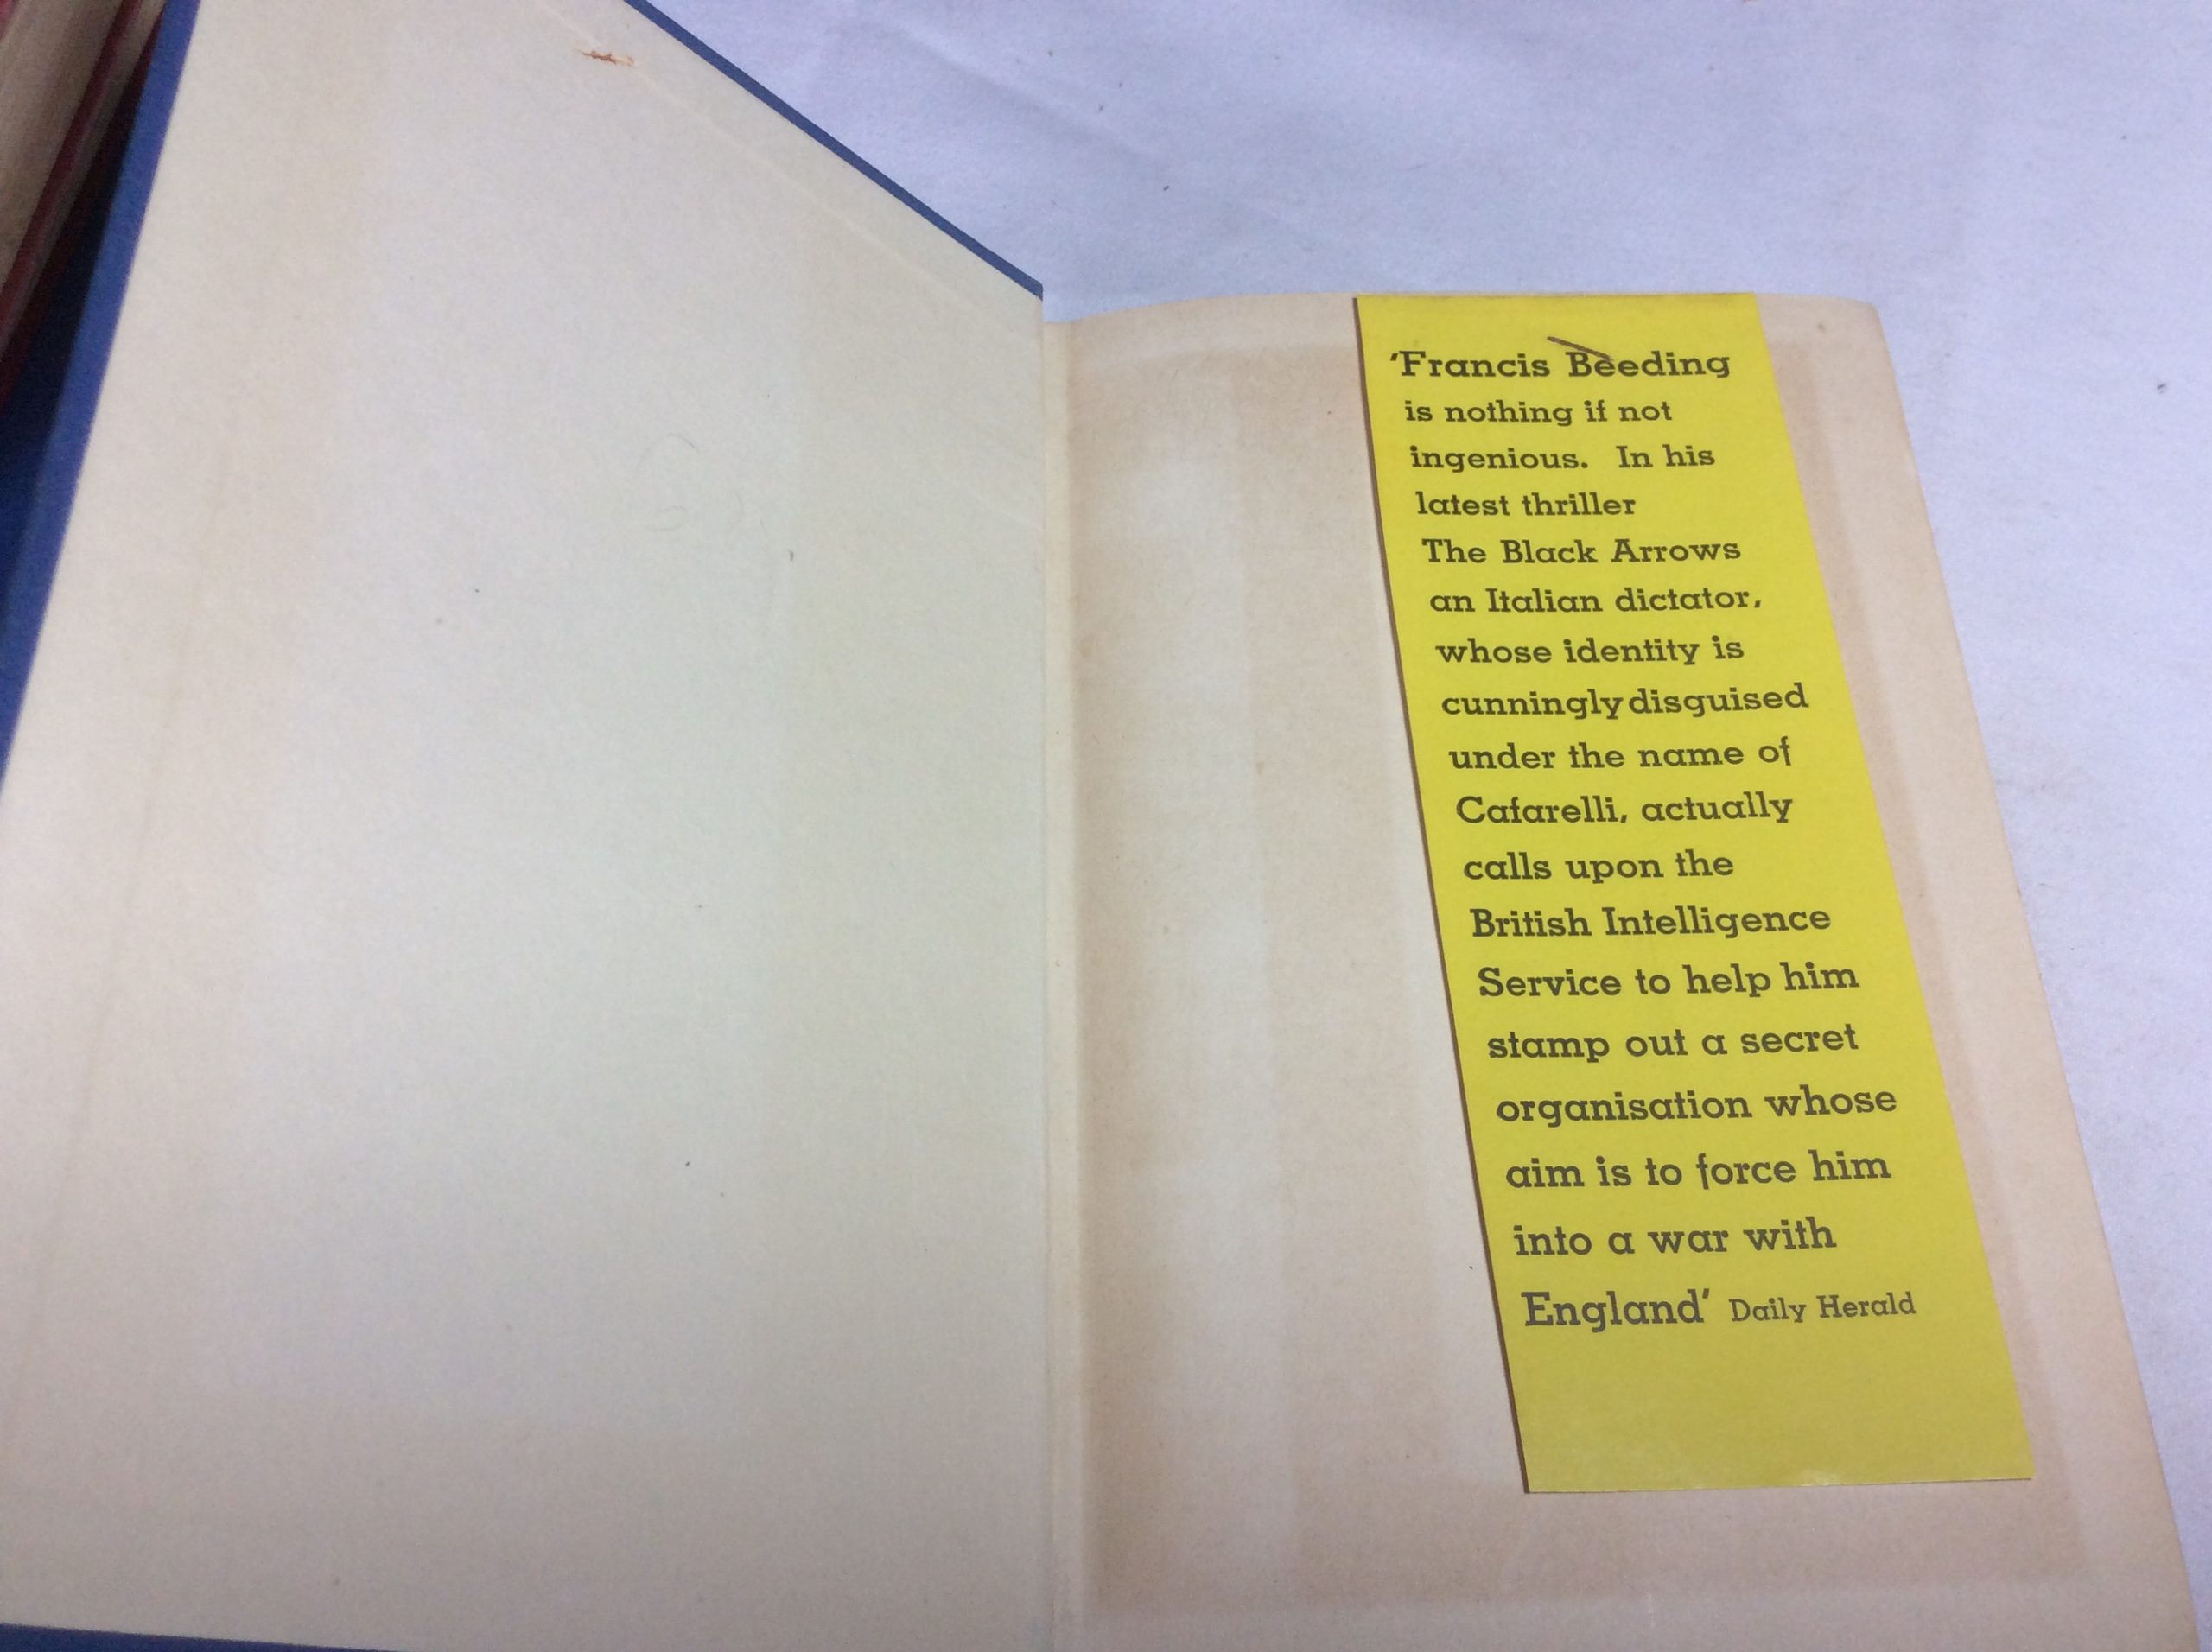 'Francis Beeding
is nothing if not
ingenious. In his
latest thriller
The Black Arrows
an Italian dictator,
whose identity is
cunningly disguised
under the name of
Cafarelli, actually
calls upon the
British Intelligence
Service to help him
stamp out a secret
organisation whose
aim is to force him
into a war with
England' Daily Herald